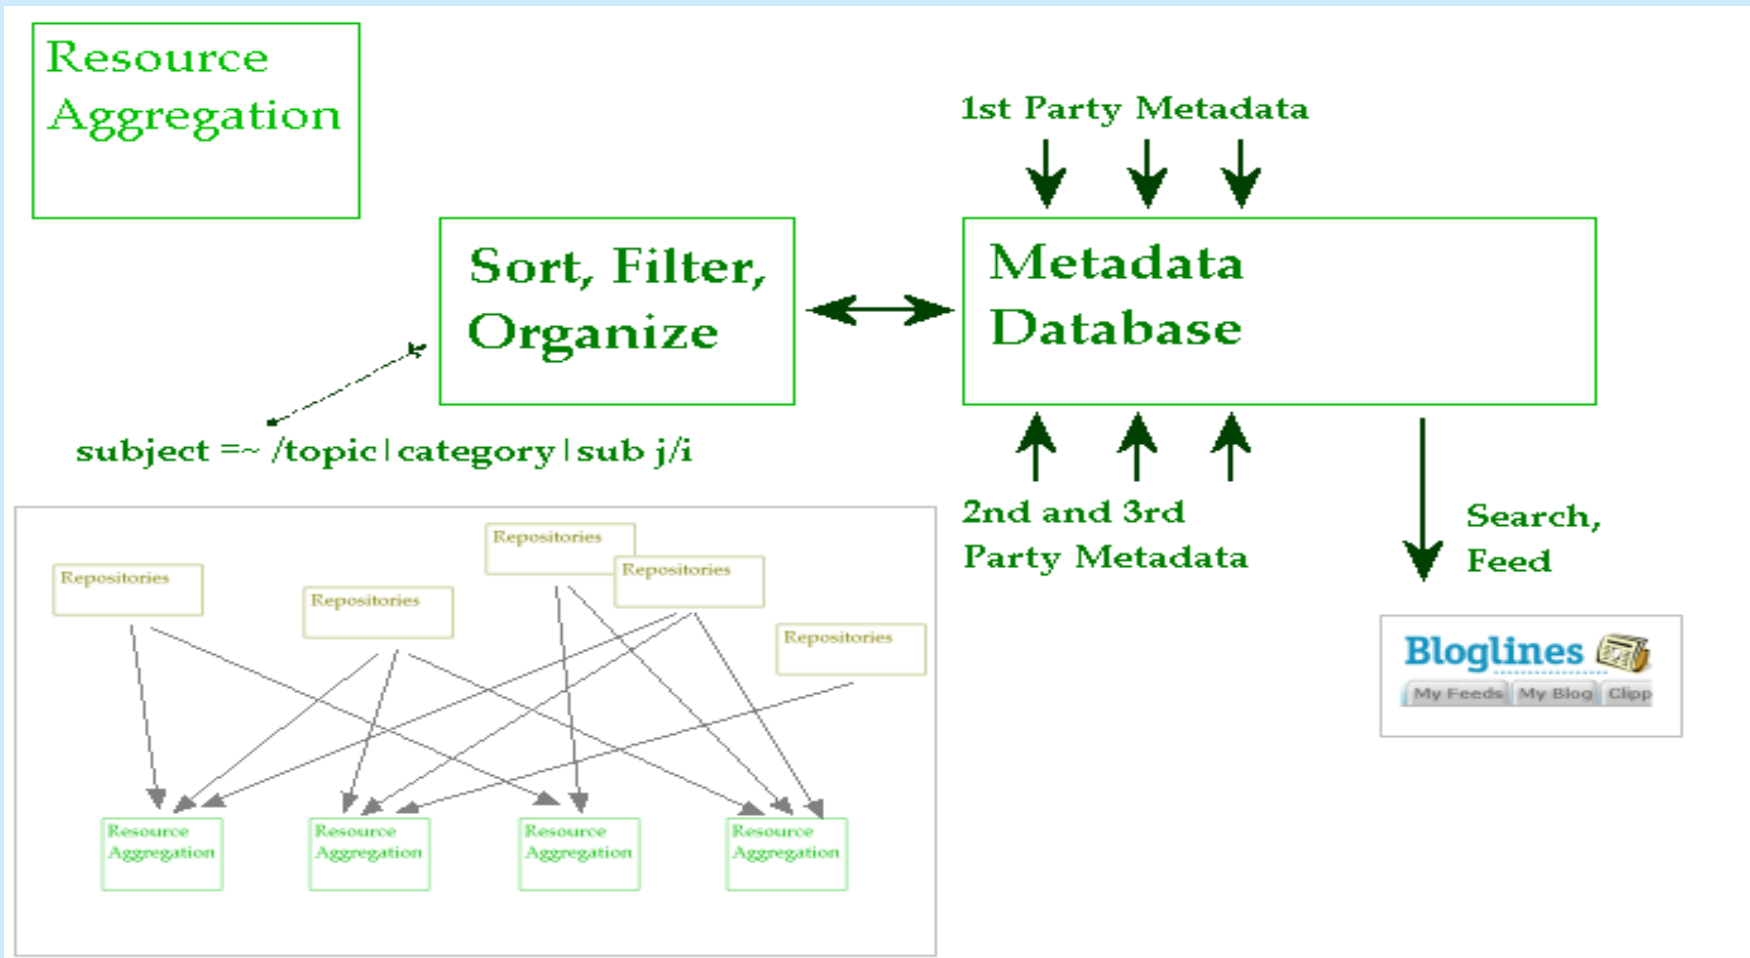 Resource
Aggregation
1st Party Metadata
Sort, Filter,
Organize
Metadata
Database
subject =~ /topic|category|sub j/i
2nd and 3rd
Party Metadata
Search,
Feed
Repositories
Repositories
Repositories
Repositories
Repositories
Bloglines
My Feeds
My Blog
Clipp
Resource
Aggregation
Resource
Aggregation
Resource
Aggregation
Resource
Aggregation